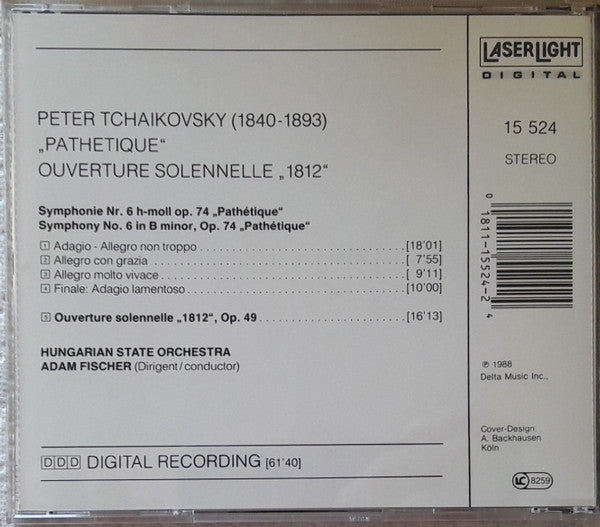 PETER TCHAIKOVSKY (1840-1893)
„PATHETIQUE“
OUVERTURE SOLENNELLE „1812“
Symphonie Nr. 6 h-moll op. 74 „Pathétique“
Symphony No. 6 in B minor, Op. 74 „Pathétique“
1 Adagio - Allegro non troppo [18'01]
2 Allegro con grazia [ 7'55]
3 Allegro molto vivace [ 9'11]
4 Finale: Adagio lamentoso [10'00]
5 Ouverture solennelle „1812“, Op. 49 [16'13]
HUNGARIAN STATE ORCHESTRA
ADAM FISCHER (Dirigent/conductor)
DDD DIGITAL RECORDING [61'40]
LASERLIGHT
DIGITAL
15 524
STEREO
0 1811-15524-2 4
℗ 1988
Delta Music Inc.,
Cover-Design:
A. Backhausen
Köln
LC 8259